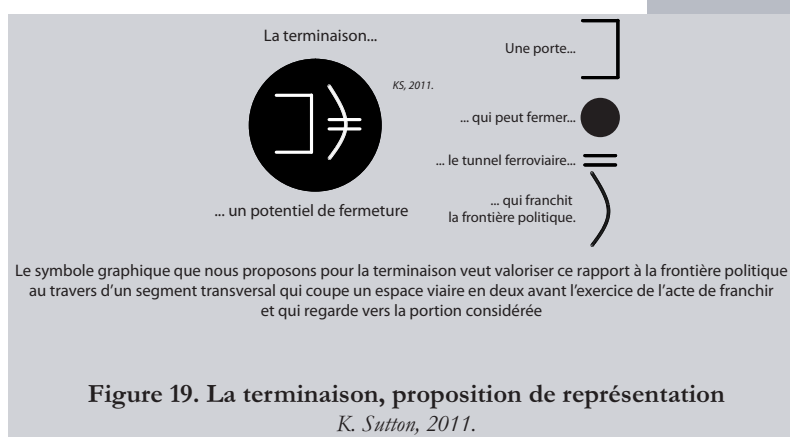 La terminaison...
KS, 2011.
... un potentiel de fermeture
Une porte...
... qui peut fermer...
... le tunnel ferroviaire...
... qui franchit
la frontière politique.
Le symbole graphique que nous proposons pour la terminaison veut valoriser ce rapport à la frontière politique
au travers d'un segment transversal qui coupe un espace viaire en deux avant l'exercice de l'acte de franchir
et qui regarde vers la portion considérée
Figure 19. La terminaison, proposition de représentation
K. Sutton, 2011.